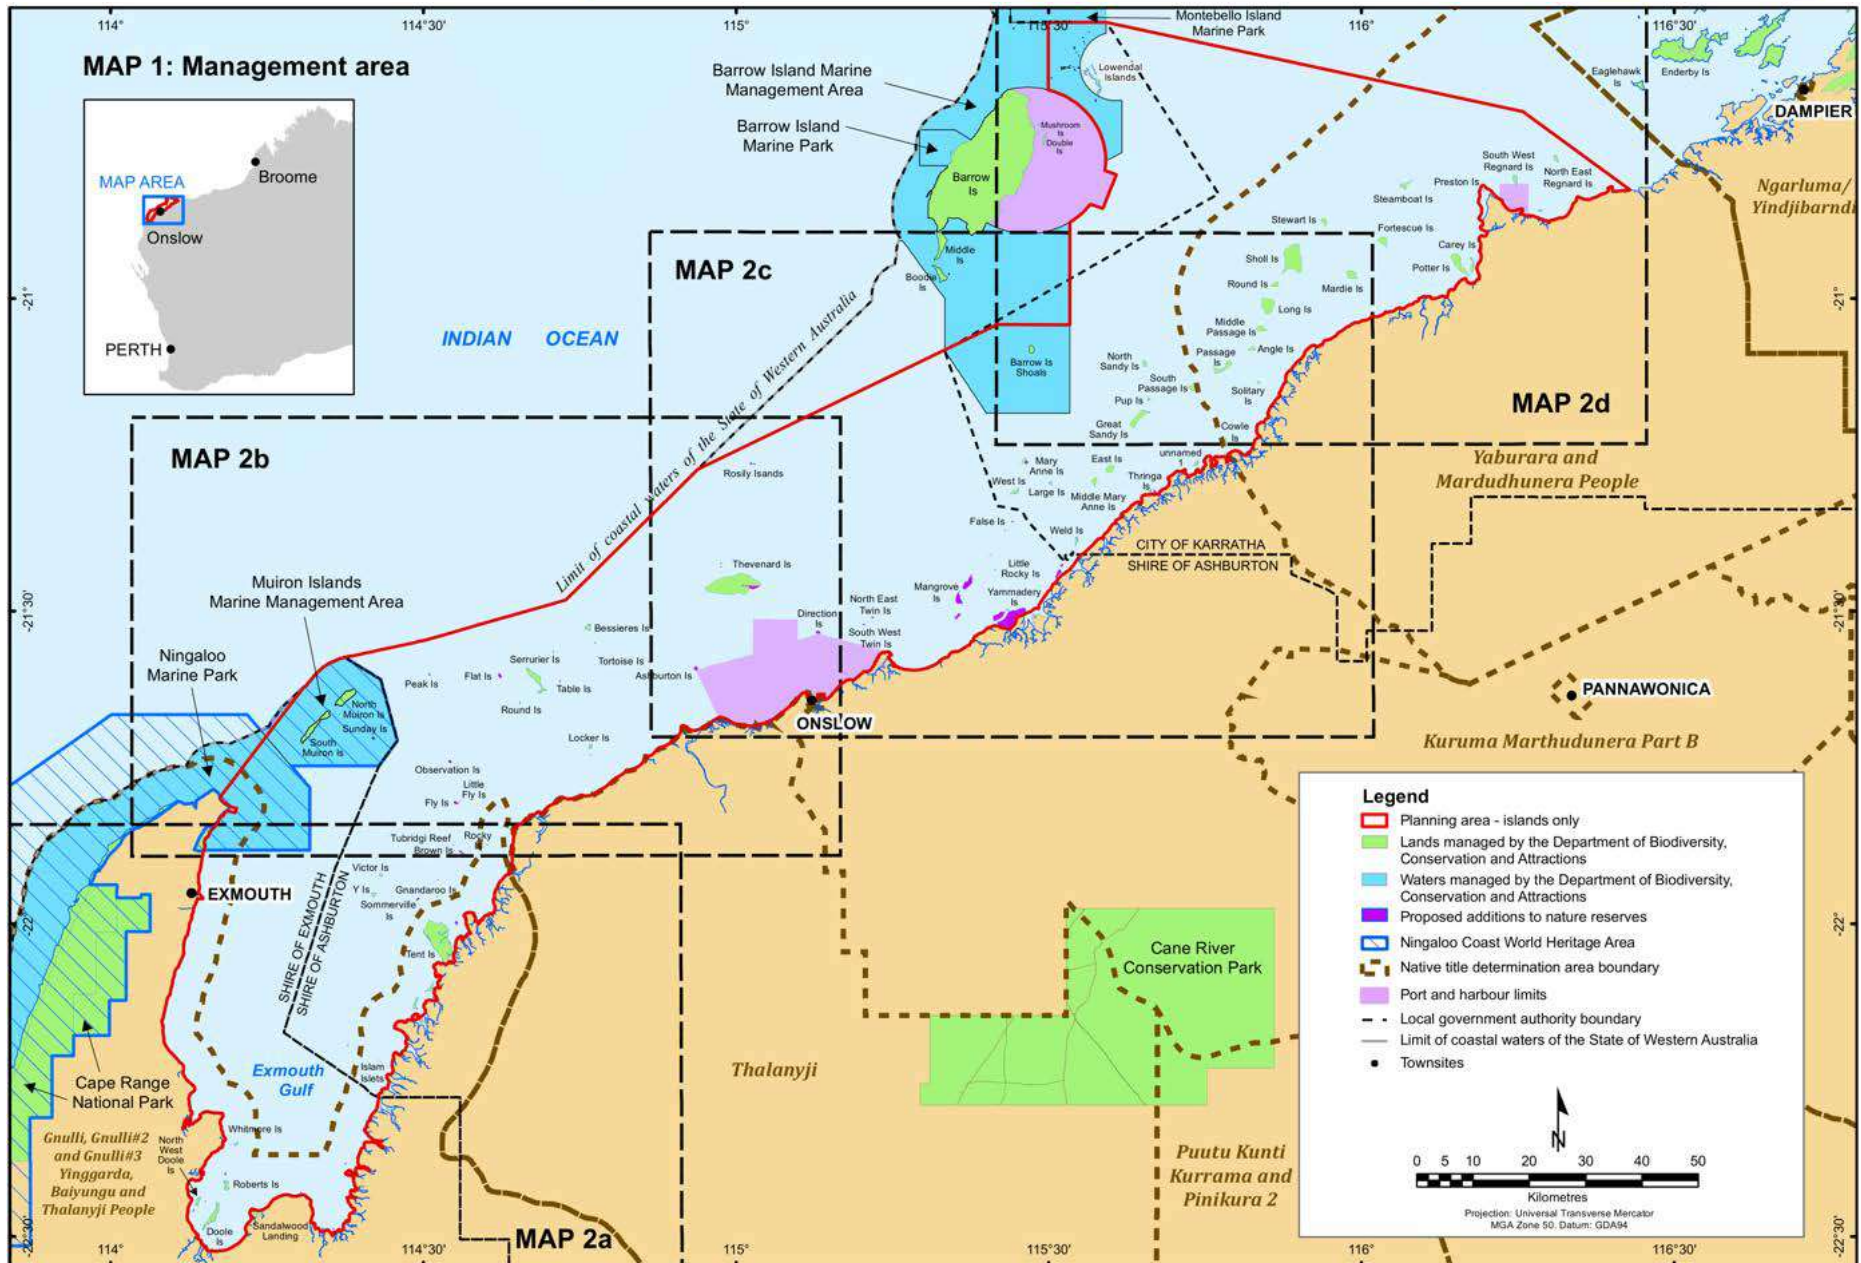 114°
114°30'
115°
115°30'
116°
116°30'
MAP 1: Management area
MAP AREA
Broome
Onslow
PERTH
INDIAN OCEAN
Montebello Island
Marine Park
Barrow Island Marine
Management Area
Barrow Island
Marine Park
Lowendal
Islands
Mushroom
Is
Double
Is
Barrow
Is
Middle
Is
Boodie
Is
Barrow Is
Shoals
Eaglehawk
Is
Enderby Is
DAMPIER
South West
Regnard Is
North East
Regnard Is
Preston Is
Steamboat Is
Stewart Is
Fortescue Is
Carey Is
Potter Is
Sholl Is
Round Is
Mardie Is
Long Is
Middle
Passage Is
Angle Is
Passage
Is
North
Sandy Is
South
Passage Is
Solitary
Is
Pup Is
Great
Sandy Is
Cowle
Is
Ngarluma/
Yindjibarndi
-21°
-21°
MAP 2c
MAP 2d
MAP 2b
Limit of coastal waters of the State of Western Australia
Rosily Isands
Mary
Anne Is
East Is
unnamed
1
West Is
Large Is
Middle Mary
Anne Is
Thringa
Is
False Is
Weld Is
Yaburara and
Mardudhunera People
CITY OF KARRATHA
SHIRE OF ASHBURTON
Thevenard Is
Little
Rocky Is
Mangrove
Is
Yammadery
Is
North East
Twin Is
Direction
Is
South West
Twin Is
Muiron Islands
Marine Management Area
Ningaloo
Marine Park
Bessieres Is
Serrurier Is
Tortoise Is
Peak Is
Flat Is
Table Is
Ashburton Is
Round Is
Locker Is
North
Muiron Is
Sunday Is
South
Muiron Is
-21°30'
-21°30'
ONSLOW
PANNAWONICA
Kuruma Marthudunera Part B
Observation Is
Little
Fly Is
Fly Is
Tubridgi Reef
Rocky
Brown Is
Victor Is
Y Is
Gnandaroo Is
Sommerville
Is
Tent Is
EXMOUTH
SHIRE OF EXMOUTH
SHIRE OF ASHBURTON
-22°
-22°
Exmouth
Gulf
Islam
Islets
Cape Range
National Park
Gnulli, Gnulli#2
and Gnulli#3
Yinggarda,
Baiyungu and
Thalanyji People
North
West
Doole
Is
Whitmore Is
Roberts Is
Doole
Is
Sandalwood
Landing
MAP 2a
Thalanyji
Cane River
Conservation Park
Puutu Kunti
Kurrama and
Pinikura 2
Legend
Planning area - islands only
Lands managed by the Department of Biodiversity,
Conservation and Attractions
Waters managed by the Department of Biodiversity,
Conservation and Attractions
Proposed additions to nature reserves
Ningaloo Coast World Heritage Area
Native title determination area boundary
Port and harbour limits
Local government authority boundary
Limit of coastal waters of the State of Western Australia
Townsites
N
0 5 10 20 30 40 50
Kilometres
Projection: Universal Transverse Mercator
MGA Zone 50. Datum: GDA94
-22°30'
-22°30'
114°
114°30'
115°
115°30'
116°
116°30'